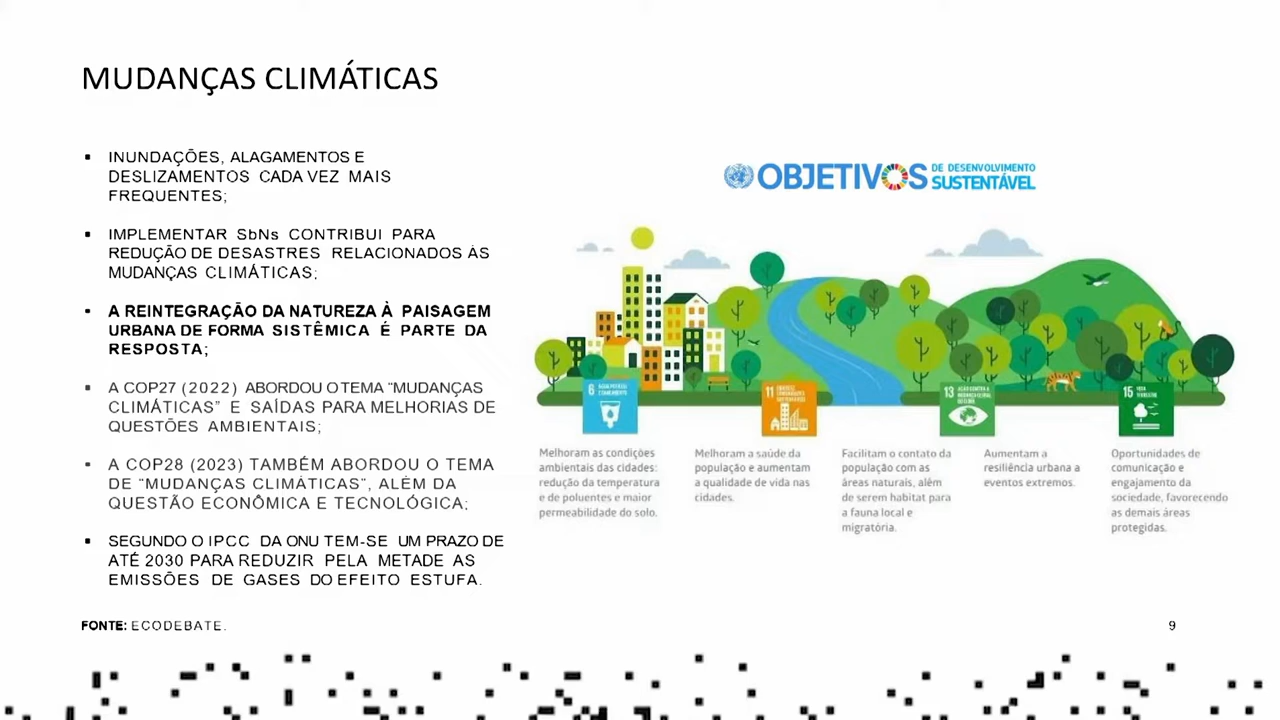 MUDANÇAS CLIMÁTICAS
▪ INUNDAÇÕES, ALAGAMENTOS E
DESLIZAMENTOS CADA VEZ MAIS
FREQUENTES;
▪ IMPLEMENTAR SbNs CONTRIBUI PARA
REDUÇÃO DE DESASTRES RELACIONADOS ÀS
MUDANÇAS CLIMÁTICAS;
▪ A REINTEGRAÇÃO DA NATUREZA À PAISAGEM
URBANA DE FORMA SISTÊMICA É PARTE DA
RESPOSTA;
▪ A COP27 (2022) ABORDOU O TEMA “MUDANÇAS
CLIMÁTICAS” E SAÍDAS PARA MELHORIAS DE
QUESTÕES AMBIENTAIS;
▪ A COP28 (2023) TAMBÉM ABORDOU O TEMA
DE “MUDANÇAS CLIMÁTICAS”, ALÉM DA
QUESTÃO ECONÔMICA E TECNOLÓGICA;
▪ SEGUNDO O IPCC DA ONU TEM-SE UM PRAZO DE
ATÉ 2030 PARA REDUZIR PELA METADE AS
EMISSÕES DE GASES DO EFEITO ESTUFA.
FONTE: ECODEBATE.
OBJETIVOS
DE DESENVOLVIMENTO
SUSTENTÁVEL
6
11
13
15
Melhoram as condições
ambientais das cidades:
redução da temperatura
e de poluentes e maior
permeabilidade do solo.
Melhoram a saúde da
população e aumentam
a qualidade de vida nas
cidades.
Facilitam o contato da
população com as
áreas naturais, além
de serem habitat para
a fauna local e
migratória.
Aumentam a
resiliência urbana a
eventos extremos.
Oportunidades de
comunicação e
engajamento da
sociedade, favorecendo
as demais áreas
protegidas.
9